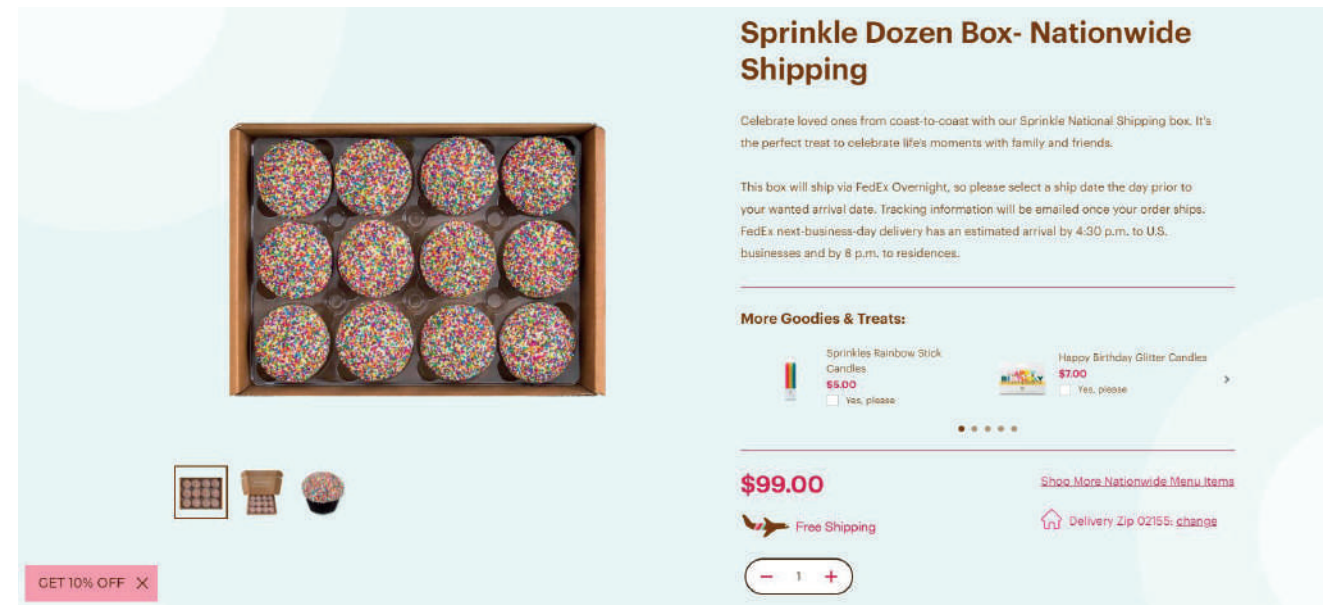 Sprinkle Dozen Box- Nationwide
Shipping
Celebrate loved ones from coast-to-coast with our Sprinkle National Shipping box. It's
the perfect treat to celebrate life's moments with family and friends.
This box will ship via FedEx Overnight, so please select a ship date the day prior to
your wanted arrival date. Tracking information will be emailed once your order ships.
FedEx next-business-day delivery has an estimated arrival by 4:30 p.m. to U.S.
businesses and by 8 p.m. to residences.
More Goodies & Treats:
Sprinkles Rainbow Stick
Candles
$5.00
Yes, please
Happy Birthday Glitter Candles
$7.00
Yes, please
$99.00
Shop More Nationwide Menu Items
Free Shipping
Delivery Zip 02155: change
1
GET 10% OFF